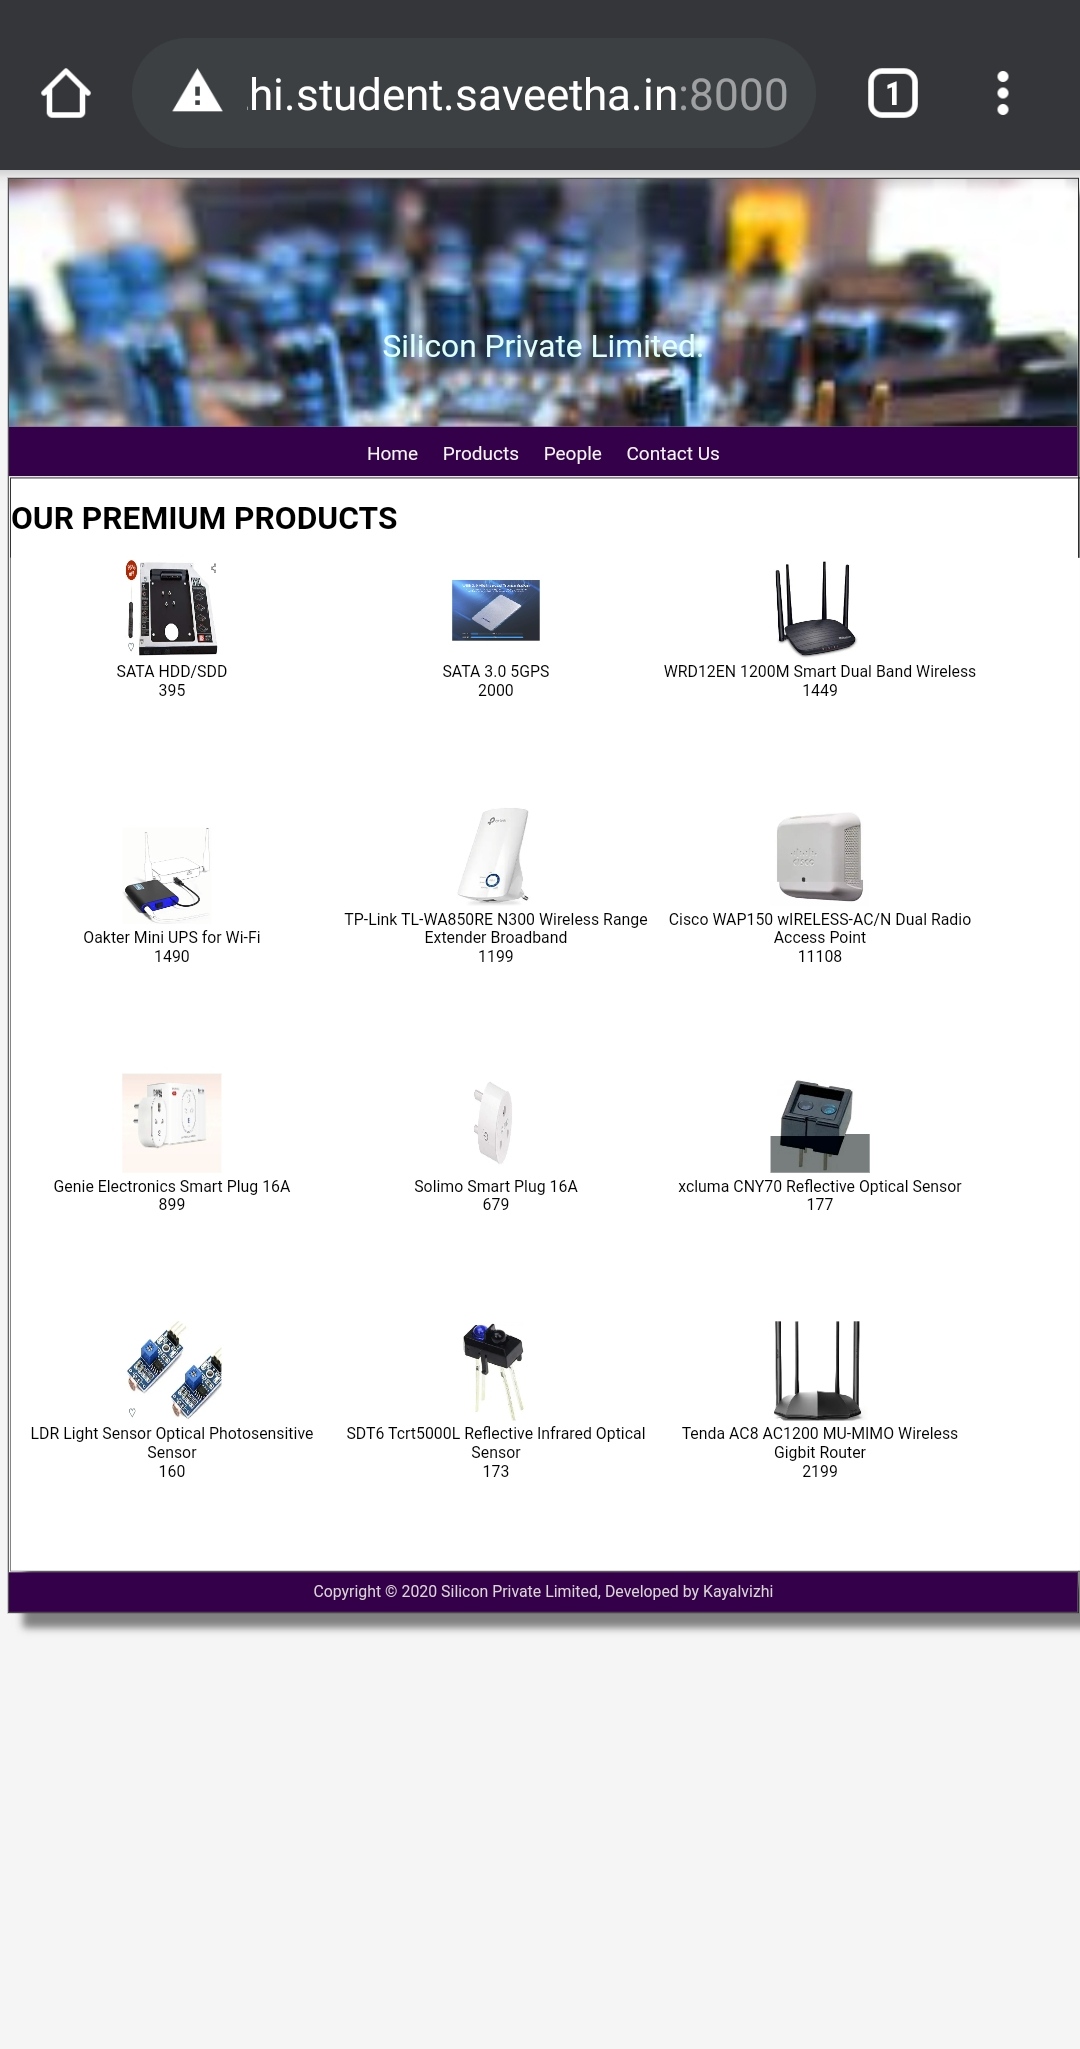 .hi.student.saveetha.in:8000
1
Silicon Private Limited.
Home Products People Contact Us
OUR PREMIUM PRODUCTS
SATA HDD/SDD
395
SATA 3.0 5GPS
2000
WRD12EN 1200M Smart Dual Band Wireless
1449
Oakter Mini UPS for Wi-Fi
1490
TP-Link TL-WA850RE N300 Wireless Range
Extender Broadband
1199
Cisco WAP150 wIRELESS-AC/N Dual Radio
Access Point
11108
Genie Electronics Smart Plug 16A
899
Solimo Smart Plug 16A
679
xcluma CNY70 Reflective Optical Sensor
177
LDR Light Sensor Optical Photosensitive
Sensor
160
SDT6 Tcrt5000L Reflective Infrared Optical
Sensor
173
Tenda AC8 AC1200 MU-MIMO Wireless
Gigbit Router
2199
Copyright © 2020 Silicon Private Limited, Developed by Kayalvizhi